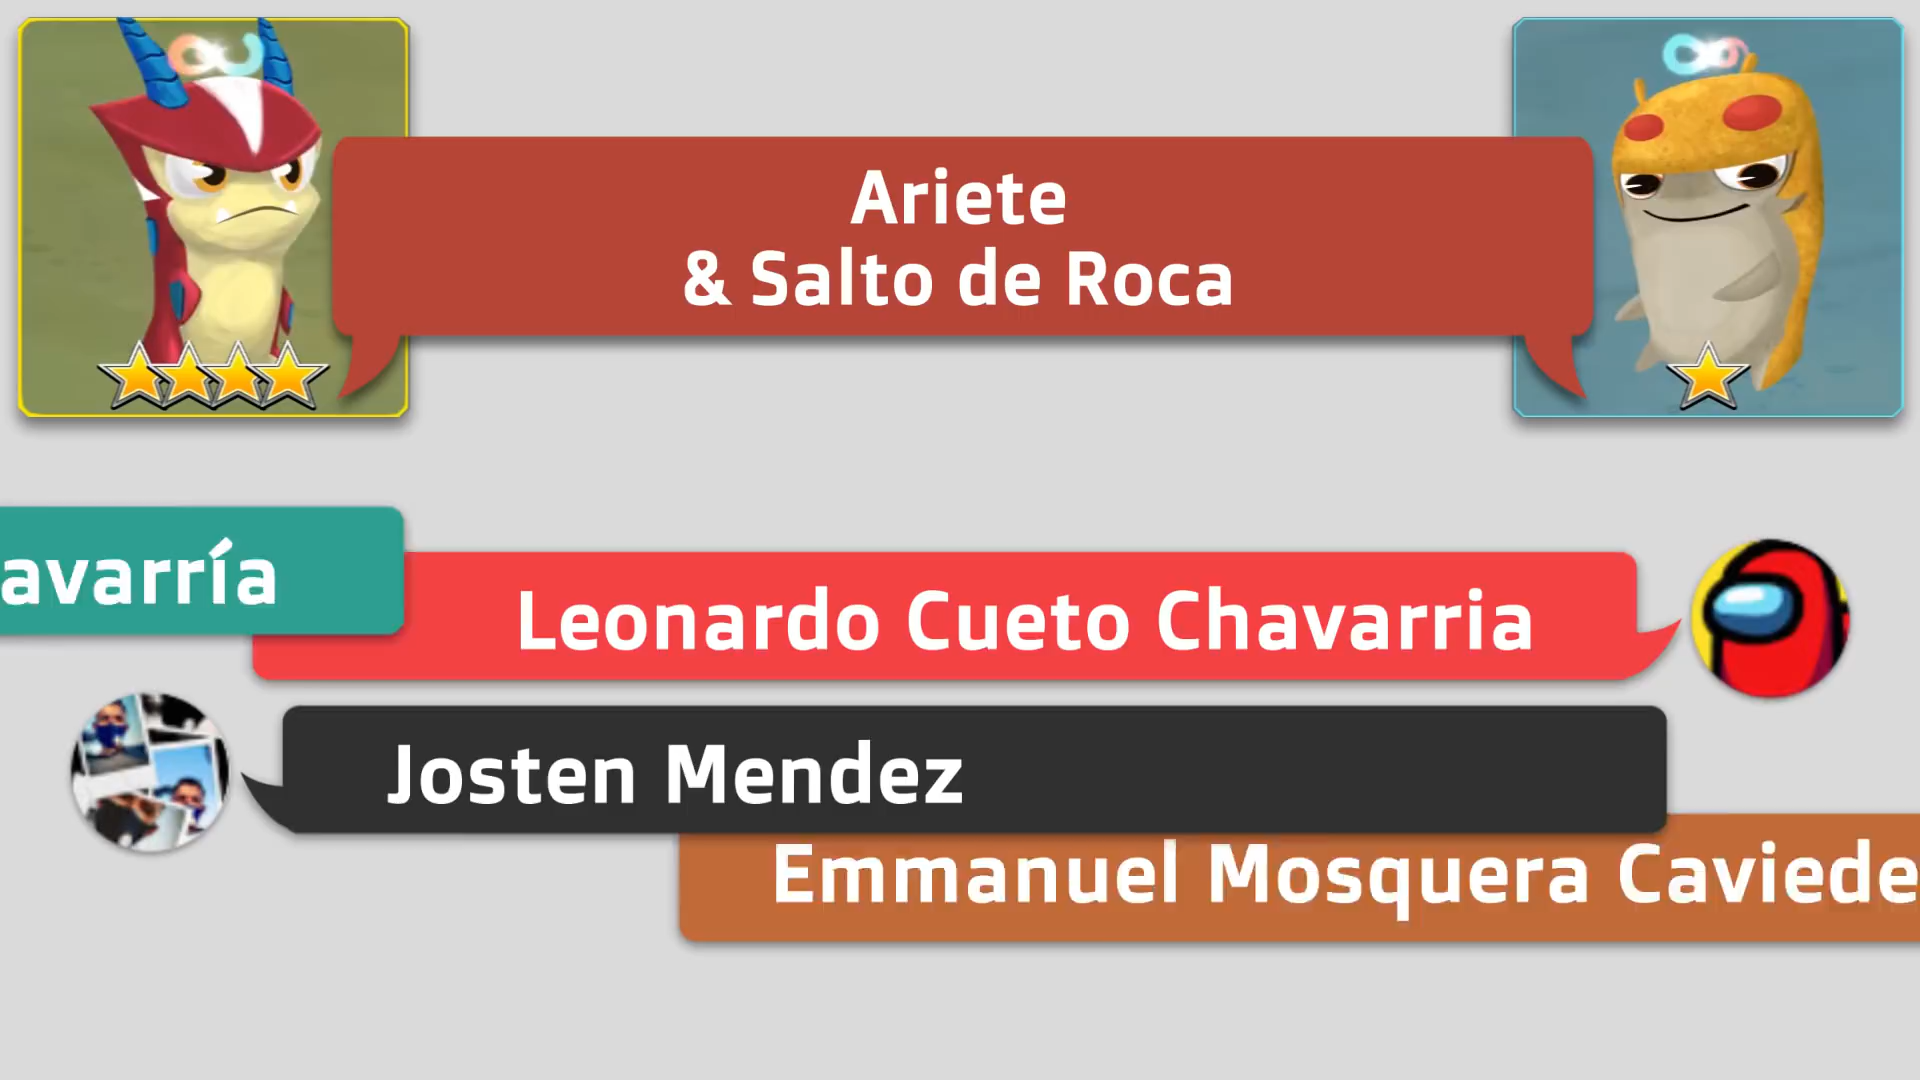 Ariete
& Salto de Roca
avarría
Leonardo Cueto Chavarria
Josten Mendez
Emmanuel Mosquera Caviede